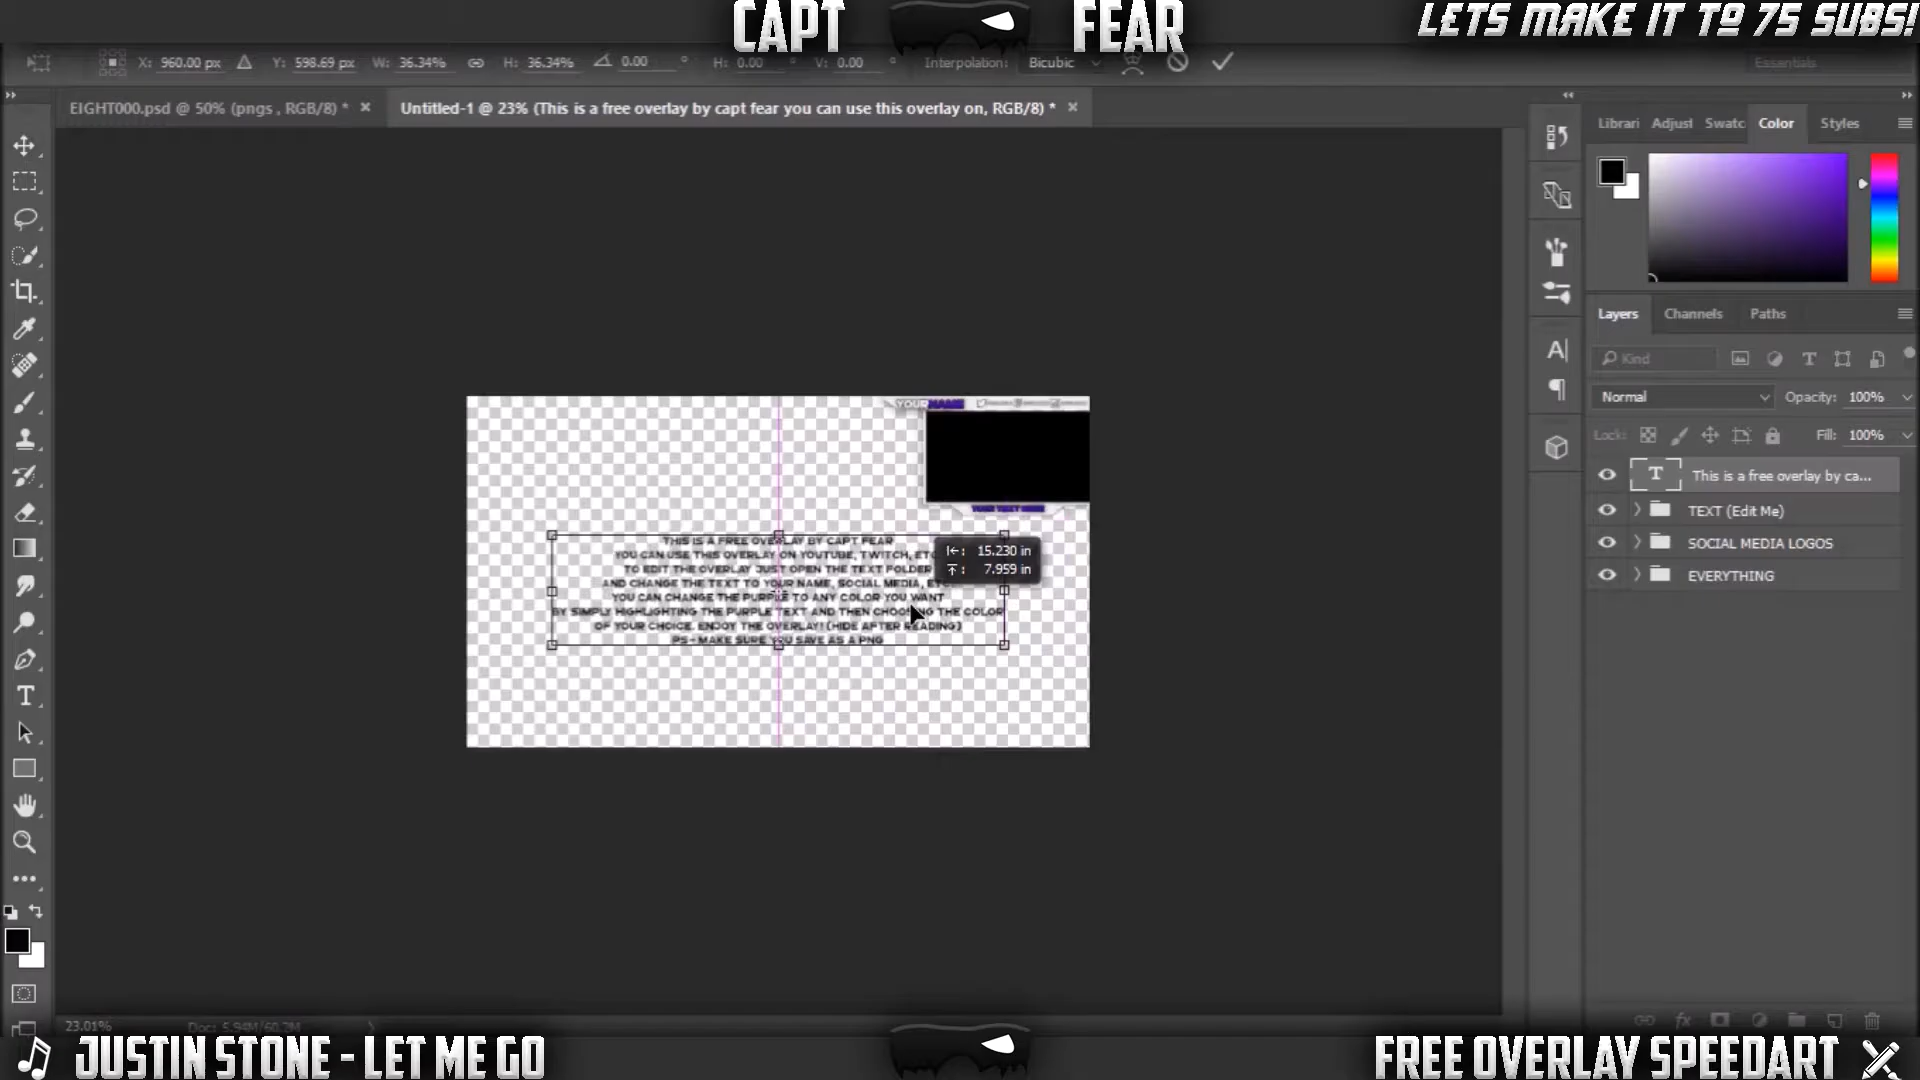 CAPT FEAR
LETS MAKE IT TO 75 SUBS!
X: 960.00 px Y: 598.69 px W: 36.34% H: 36.34% 0.00 ° H: 0.00 ° V: 0.00 ° Interpolation: Bicubic Essentials
EIGHT000.psd @ 50% (pngs , RGB/8) * × Untitled-1 @ 23% (This is a free overlay by capt fear you can use this overlay on, RGB/8) * ×
Librari Adjust Swatc Color Styles
Layers Channels Paths
Kind
Normal Opacity: 100%
Lock: Fill: 100%
This is a free overlay by ca...
TEXT (Edit Me)
SOCIAL MEDIA LOGOS
EVERYTHING
YOURNAME
YOUR TEXT HERE
THIS IS A FREE OVERLAY BY CAPT FEAR
YOU CAN USE THIS OVERLAY ON YOUTUBE, TWITCH, ETC
TO EDIT THE OVERLAY JUST OPEN THE TEXT FOLDER
AND CHANGE THE TEXT TO YOUR NAME, SOCIAL MEDIA, ETC
YOU CAN CHANGE THE PURPLE TO ANY COLOR YOU WANT
BY SIMPLY HIGHLIGHTING THE PURPLE TEXT AND THEN CHOOSING THE COLOR
OF YOUR CHOICE. ENJOY THE OVERLAY! (HIDE AFTER READING)
PS - MAKE SURE YOU SAVE AS A PNG
15.230 in
7.959 in
23.01% Doc: 5.94M/60.2M
JUSTIN STONE - LET ME GO
FREE OVERLAY SPEEDART